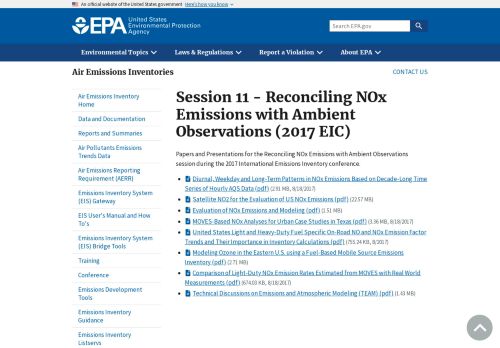 An official website of the United States government Here's how you know
EPA United States
Environmental Protection
Agency
Search EPA.gov
Environmental Topics
Laws & Regulations
Report a Violation
About EPA
Air Emissions Inventories
CONTACT US
Air Emissions Inventory
Home
Data and Documentation
Reports and Summaries
Air Pollutants Emissions
Trends Data
Air Emissions Reporting
Requirement (AERR)
Emissions Inventory System
(EIS) Gateway
EIS User's Manual and How
To's
Emissions Inventory System
(EIS) Bridge Tools
Training
Conference
Emissions Development
Tools
Emissions Inventory
Guidance
Emissions Inventory
Listservs
Session 11 - Reconciling NOx
Emissions with Ambient
Observations (2017 EIC)
Papers and Presentations for the Reconciling NOx Emissions with Ambient Observations
session during the 2017 International Emissions Inventory conference.
Diurnal, Weekday and Long-Term Patterns in NOx Emissions Based on Decade-Long Time
Series of Hourly AQS Data (pdf) (2.91 MB, 8/18/2017)
Satellite NO2 for the Evaluation of US NOx Emissions (pdf) (22.57 MB)
Evaluation of NOx Emissions and Modeling (pdf) (1.51 MB)
MOVES-Based NOx Analyses for Urban Case Studies in Texas (pdf) (3.36 MB, 8/18/2017)
United States Light and Heavy-Duty Fuel Specific On-Road NO and NOx Emission Factor
Trends and Their Importance in Inventory Calculations (pdf) (755.24 KB, 8/2017)
Modeling Ozone in the Eastern U.S. using a Fuel-Based Mobile Source Emissions
Inventory (pdf) (2.71 MB)
Comparison of Light-Duty NOx Emission Rates Estimated from MOVES with Real World
Measurements (pdf) (674.03 KB, 8/18/2017)
Technical Discussions on Emissions and Atmospheric Modeling (TEAM) (pdf) (1.43 MB)